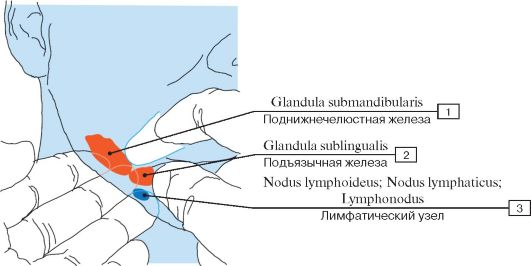 Glandula submandibularis
Поднижнечелюстная железа
1
Glandula sublingualis
Подъязычная железа
2
Nodus lymphoideus; Nodus lymphaticus;
Lymphonodus
Лимфатический узел
3